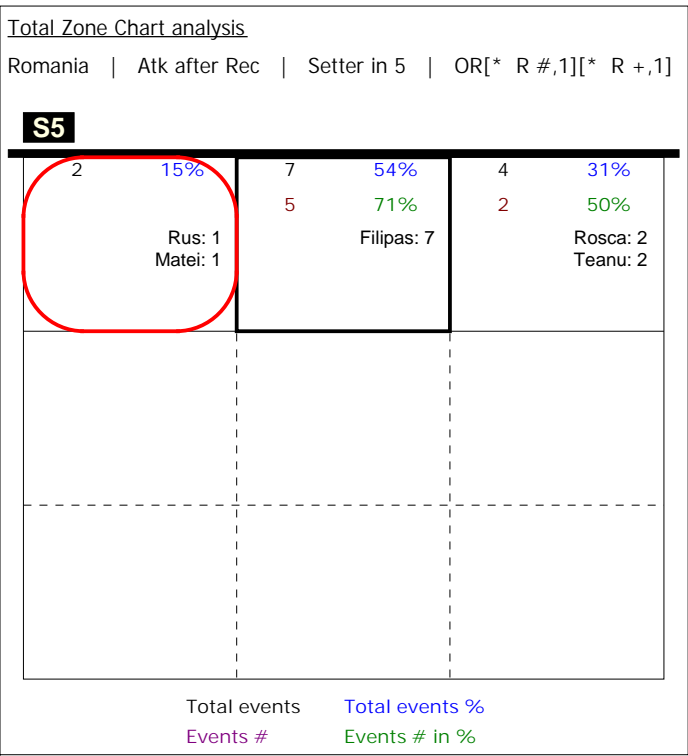 Total Zone Chart analysis
Romania | Atk after Rec | Setter in 5 | OR[* R #,1][* R +,1]
S5
2 15% 7 54% 4 31%
5 71% 2 50%
Rus: 1 Filipas: 7 Rosca: 2
Matei: 1 Teanu: 2
Total events Total events %
Events # Events # in %